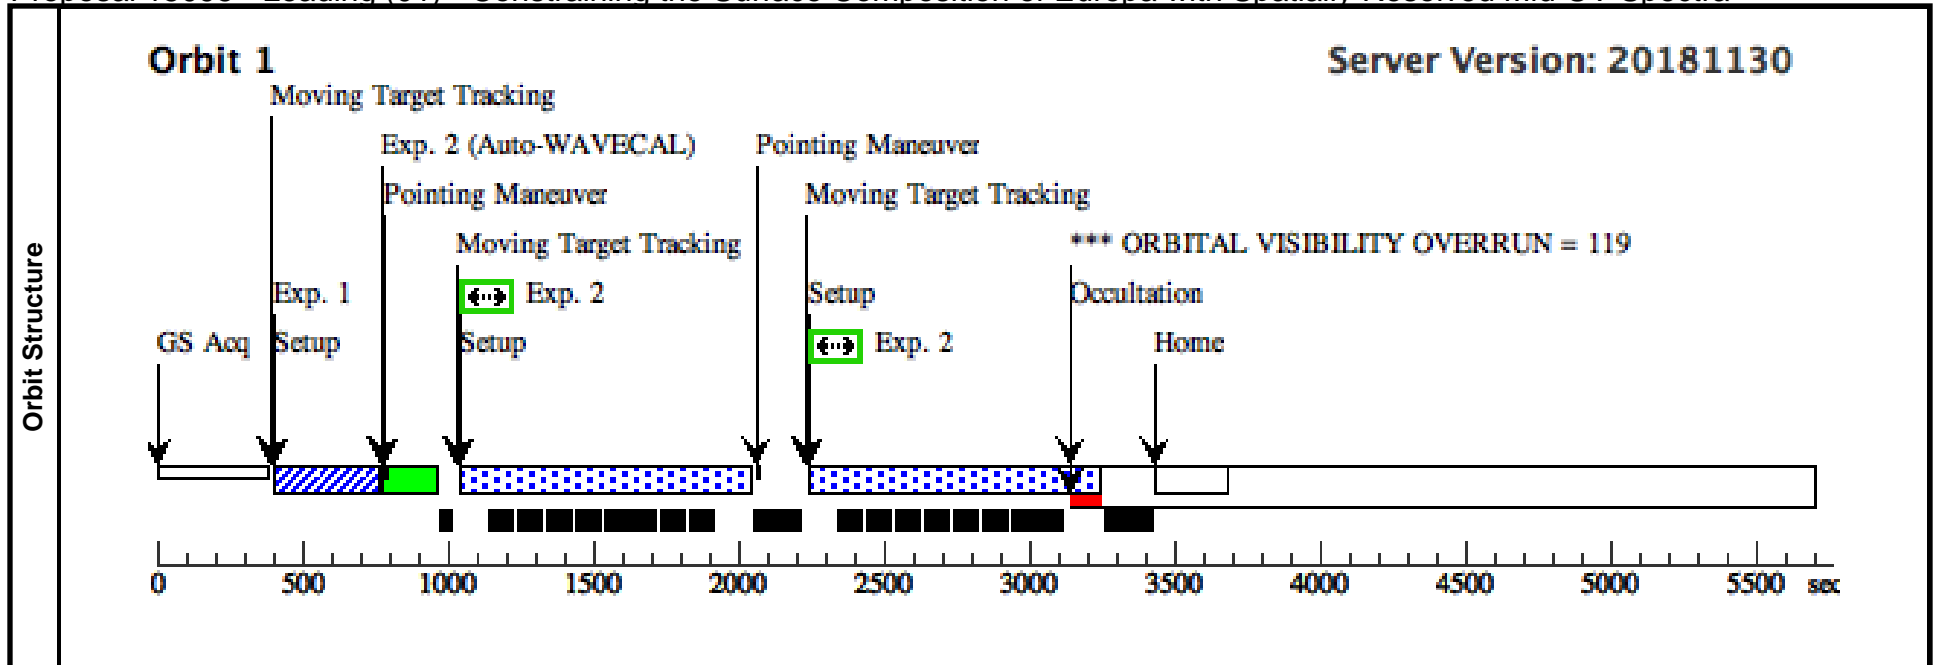 Orbit 1
Server Version: 20181130
Moving Target Tracking
Exp. 2 (Auto-WAVECAL)
Pointing Maneuver
Pointing Maneuver
Moving Target Tracking
Moving Target Tracking
*** ORBITAL VISIBILITY OVERRUN = 119
Exp. 1
Exp. 2
Setup
Occultation
GS Acq
Setup
Setup
Exp. 2
Home
Orbit Structure
0 500 1000 1500 2000 2500 3000 3500 4000 4500 5000 5500 sec